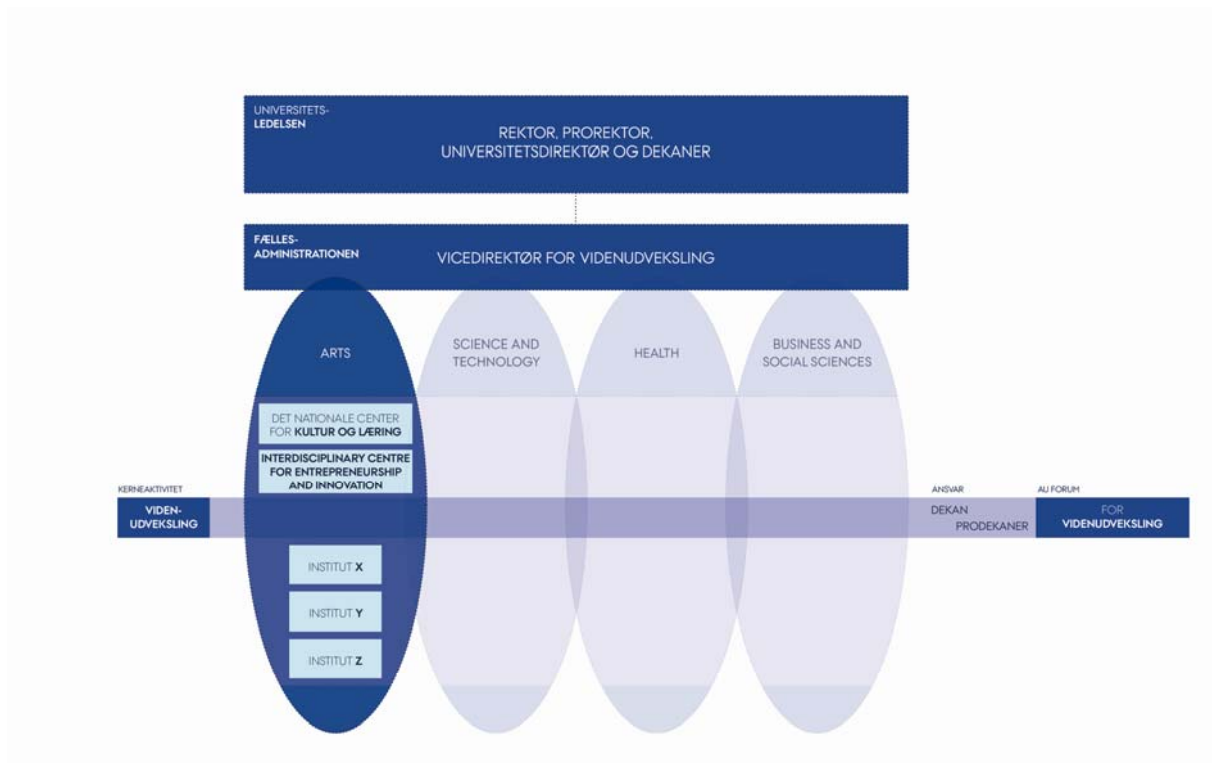 UNIVERSITETS-
LEDELSEN
REKTOR, PROREKTOR,
UNIVERSITETSDIREKTØR OG DEKANER
FÆLLES-
ADMINISTRATIONEN
VICEDIREKTØR FOR VIDENUDVEKSLING
ARTS
SCIENCE AND
TECHNOLOGY
HEALTH
BUSINESS AND
SOCIAL SCIENCES
DET NATIONALE CENTER
FOR KULTUR OG LÆRING
INTERDISCIPLINARY CENTRE
FOR ENTREPRENEURSHIP
AND INNOVATION
KERNEAKTIVITET
VIDEN-
UDVEKSLING
ANSVAR
DEKAN
PRODEKANER
AU FORUM
FOR
VIDENUDVEKSLING
INSTITUT X
INSTITUT Y
INSTITUT Z